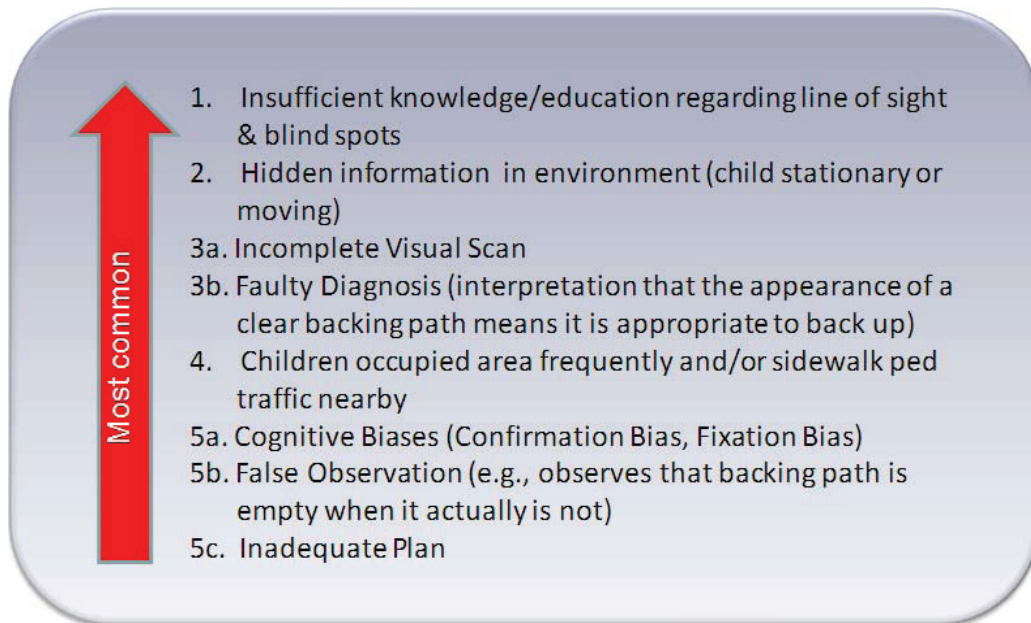 Most common
1. Insufficient knowledge/education regarding line of sight
& blind spots
2. Hidden information in environment (child stationary or
moving)
3a. Incomplete Visual Scan
3b. Faulty Diagnosis (interpretation that the appearance of a
clear backing path means it is appropriate to back up)
4. Children occupied area frequently and/or sidewalk ped
traffic nearby
5a. Cognitive Biases (Confirmation Bias, Fixation Bias)
5b. False Observation (e.g., observes that backing path is
empty when it actually is not)
5c. Inadequate Plan